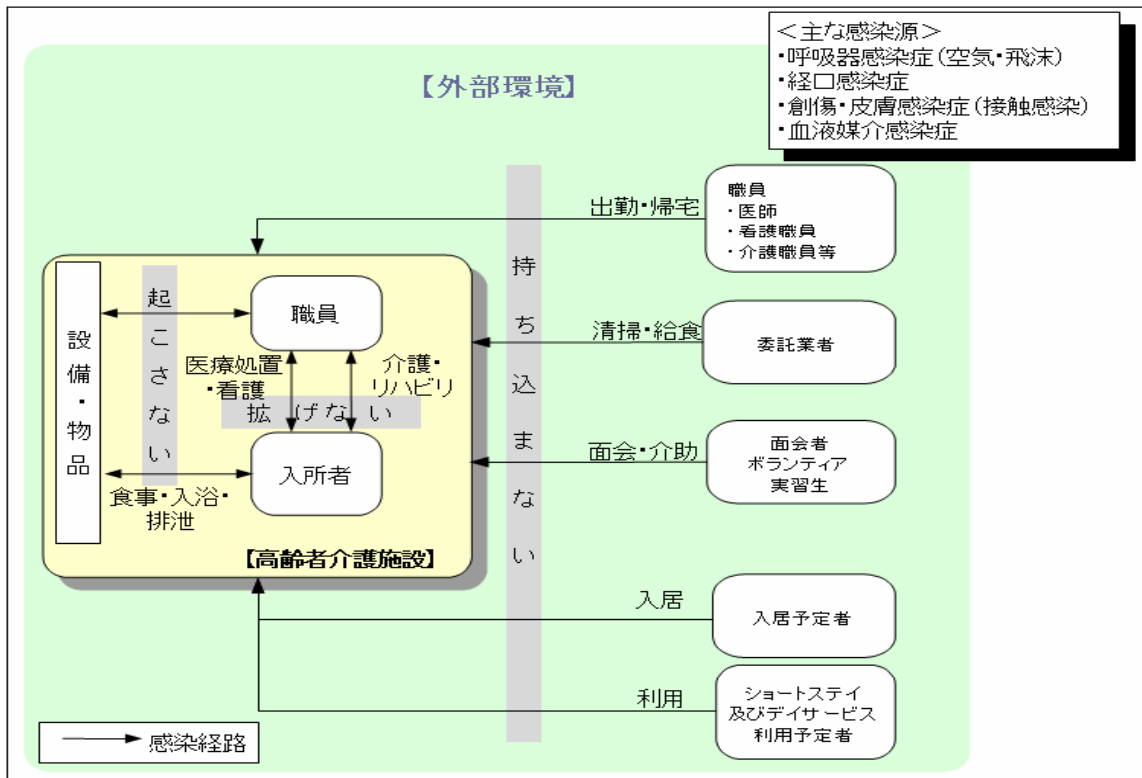 ＜主な感染源＞
・呼吸器感染症(空気・飛沫)
・経口感染症
・創傷・皮膚感染症(接触感染)
・血液媒介感染症
【外部環境】
出勤・帰宅
職員
・医師
・看護職員
・介護職員等
持ち込まない
清掃・給食
委託業者
面会・介助
面会者
ボランティア
実習生
入居
入居予定者
利用
ショートステイ
及びデイサービス
利用予定者
設備・物品
起こさない
職員
医療処置
・看護
介護・
リハビリ
拡げない
入所者
食事・入浴・
排泄
【高齢者介護施設】
感染経路